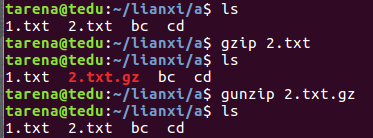 tarena@tedu:~/lianxi/a$ ls
1.txt  2.txt  bc  cd
tarena@tedu:~/lianxi/a$ gzip 2.txt
tarena@tedu:~/lianxi/a$ ls
1.txt  2.txt.gz  bc  cd
tarena@tedu:~/lianxi/a$ gunzip 2.txt.gz
tarena@tedu:~/lianxi/a$ ls
1.txt  2.txt  bc  cd